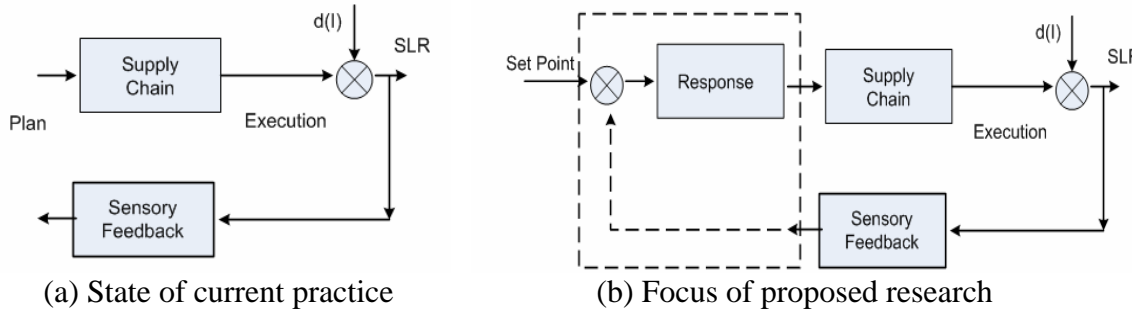 d(I)
SLR
Supply
Chain
Plan
Execution
Sensory
Feedback
(a) State of current practice
d(I)
SLR
Set Point
Response
Supply
Chain
Execution
Sensory
Feedback
(b) Focus of proposed research